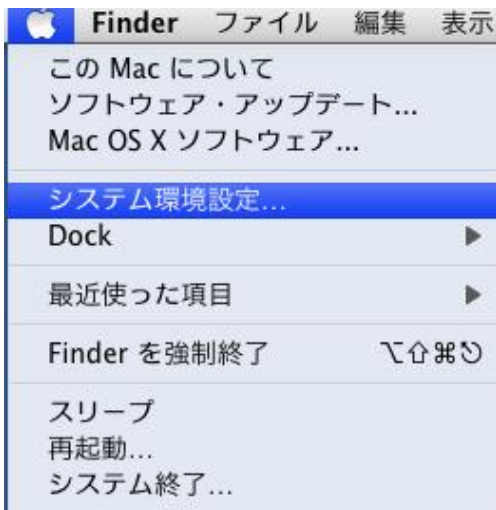 Finder ファイル 編集 表示
この Mac について
ソフトウェア・アップデート...
Mac OS X ソフトウェア...
システム環境設定...
Dock ▶
最近使った項目 ▶
Finder を強制終了 ⌥⇧⌘⎋
スリープ
再起動...
システム終了...